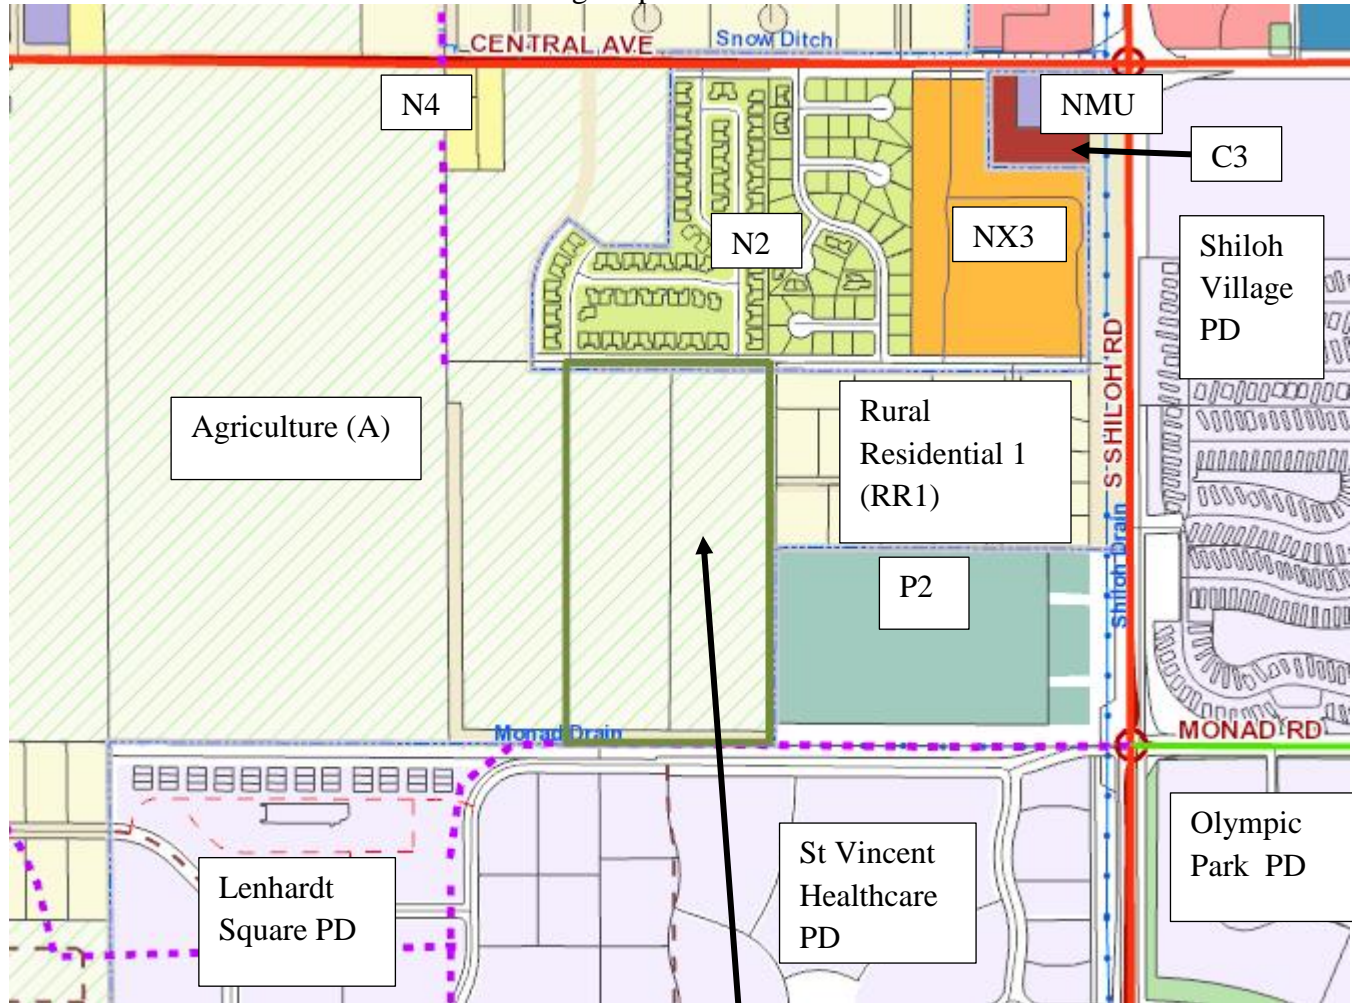 CENTRAL AVE
Snow Ditch
N4
NMU
C3
N2
NX3
Shiloh
Village
PD
S SHILOH RD
Agriculture (A)
Rural
Residential 1
(RR1)
P2
Shiloh Drain
Monad Drain
MONAD RD
Olympic
Park PD
St Vincent
Healthcare
PD
Lenhardt
Square PD